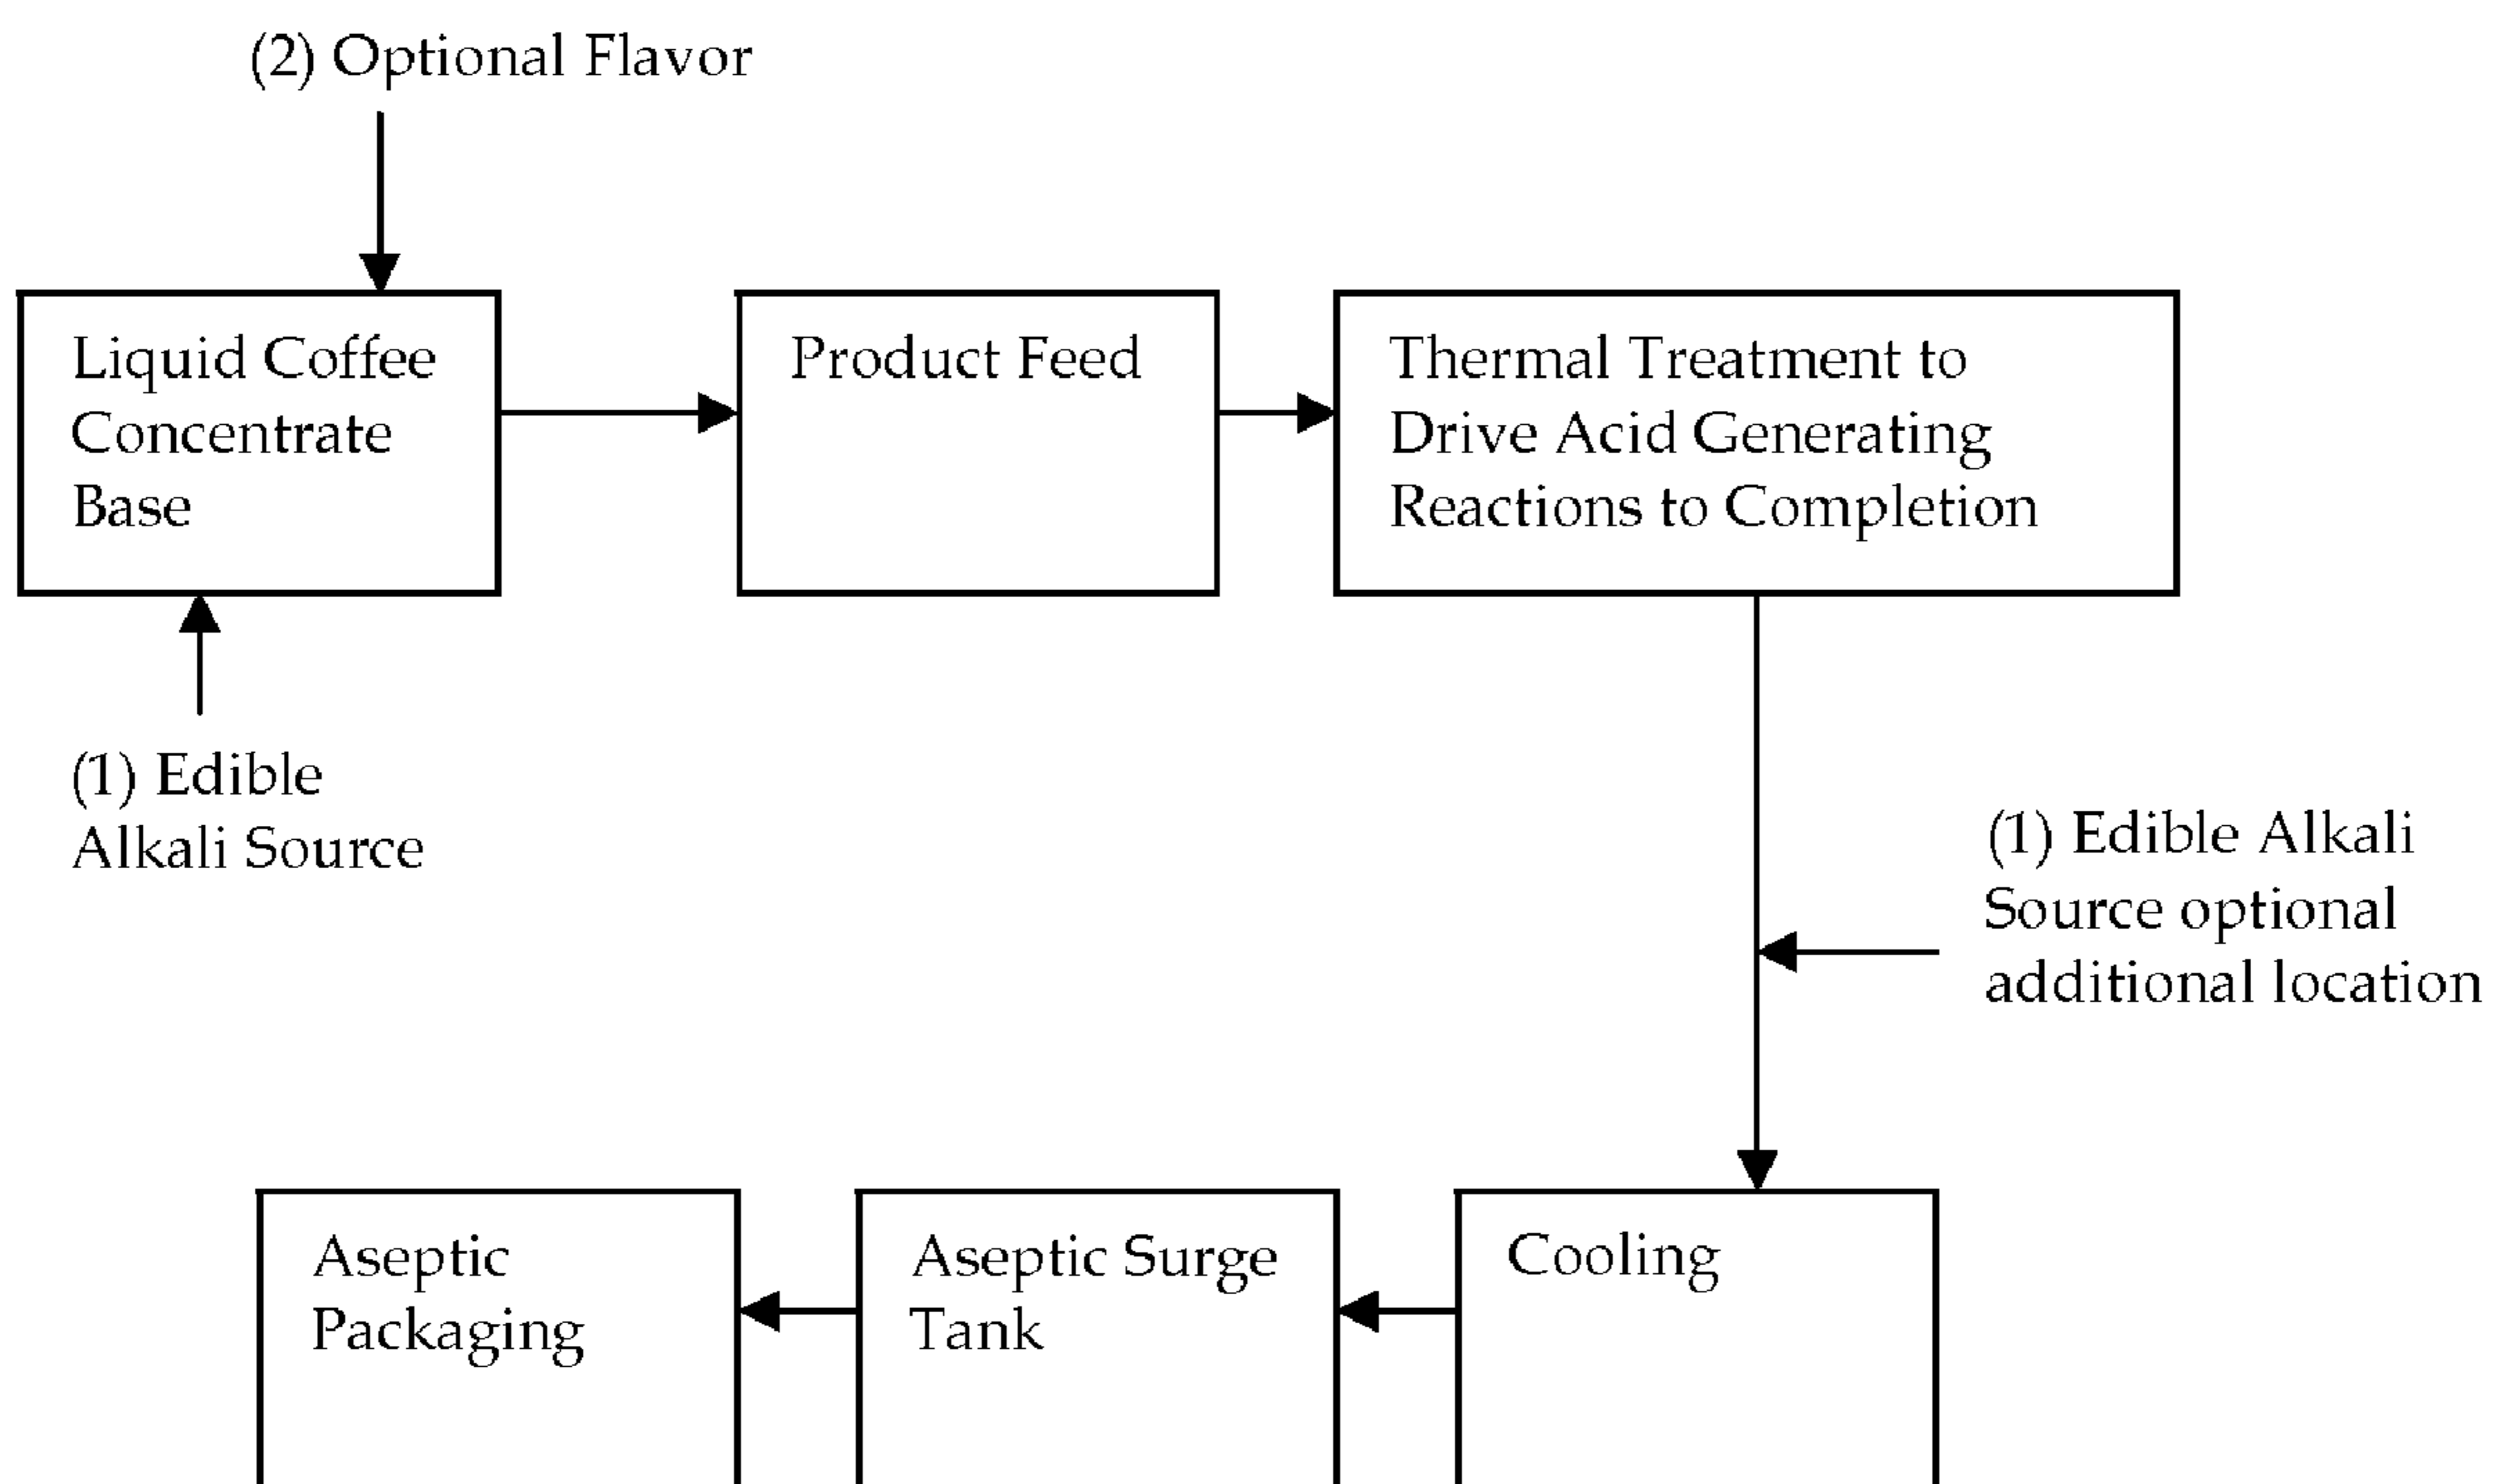 (2) Optional Flavor
Liquid Coffee
Concentrate
Base
Product Feed
Thermal Treatment to
Drive Acid Generating
Reactions to Completion
(1) Edible
Alkali Source
(1) Edible Alkali
Source optional
additional location
Aseptic
Packaging
Aseptic Surge
Tank
Cooling